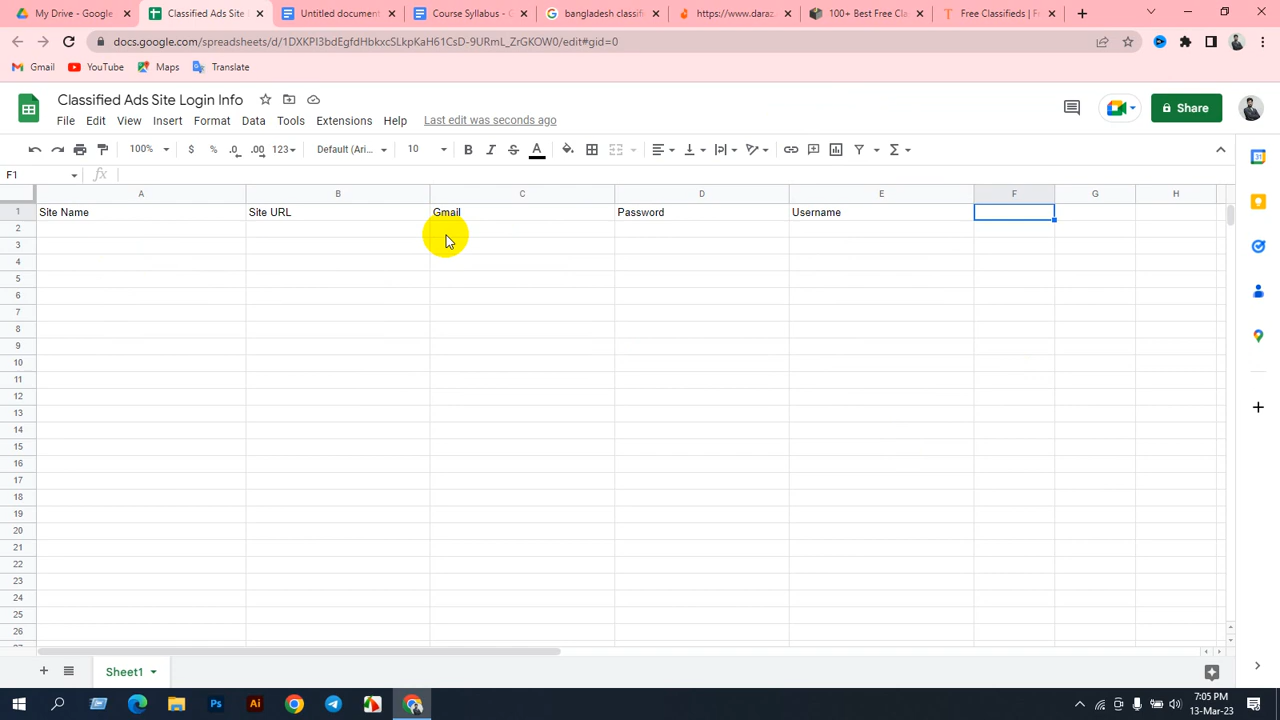 My Drive - Google
Classified Ads Site
Untitled document
Course Syllabus - G
bangladesh classifi
https://www.daraz
100+ Best Free Cla
Free Classifieds | Fr
docs.google.com/spreadsheets/d/1DXKPI3bdEgfdHbkxcSLkpKaH61CsD-9URmL_ZrGKOW0/edit#gid=0
Gmail
YouTube
Maps
Translate
Classified Ads Site Login Info
File
Edit
View
Insert
Format
Data
Tools
Extensions
Help
Last edit was seconds ago
Share
100%
$
%
.0
.00
123
Default (Ari...
10
B
I
S
A
F1
fx
A
B
C
D
E
F
G
H
1
Site Name
Site URL
Gmail
Password
Username
2
3
4
5
6
7
8
9
10
11
12
13
14
15
16
17
18
19
20
21
22
23
24
25
26
Sheet1
Ps
Ai
7:05 PM
13-Mar-23